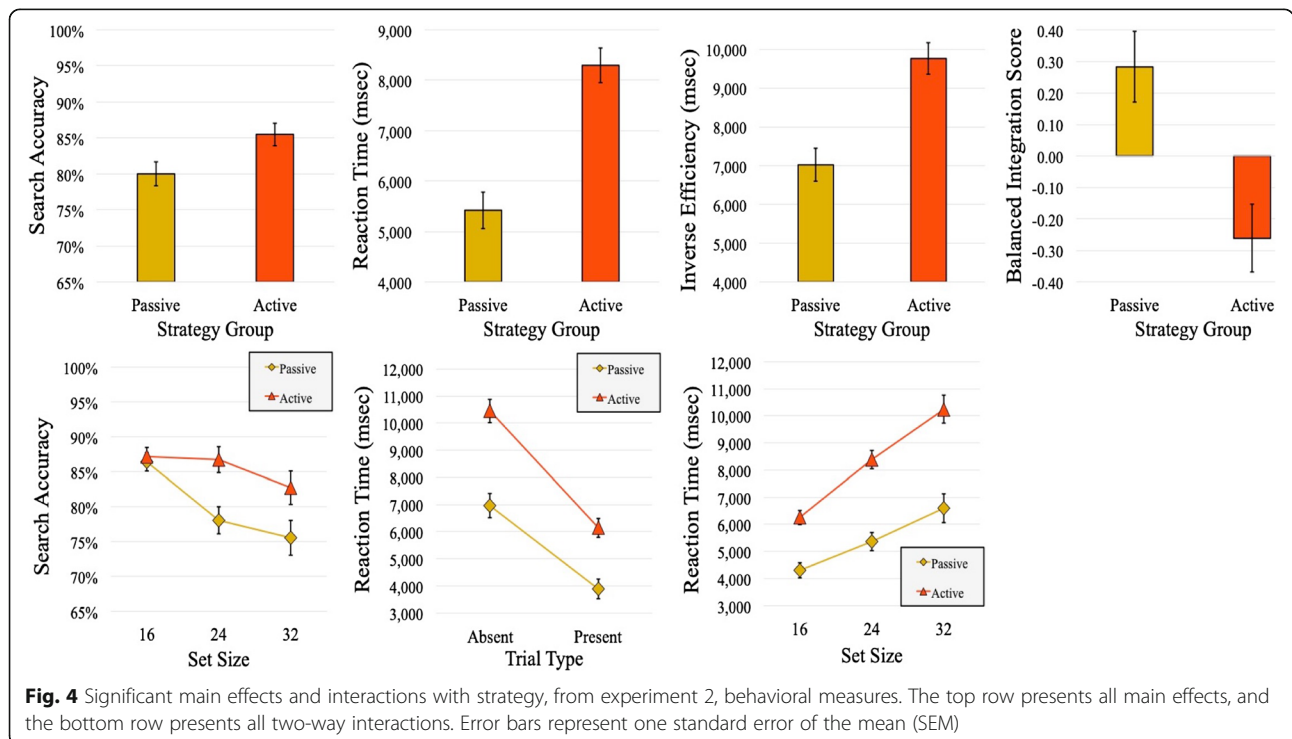 Search Accuracy
100%
95%
90%
85%
80%
75%
70%
65%
Passive Active
Strategy Group
Reaction Time (msec)
9,000
8,000
7,000
6,000
5,000
4,000
Passive Active
Strategy Group
Inverse Efficiency (msec)
10,000
9,000
8,000
7,000
6,000
5,000
4,000
Passive Active
Strategy Group
Balanced Integration Score
0.40
0.30
0.20
0.10
0.00
-0.10
-0.20
-0.30
-0.40
Passive Active
Strategy Group
Search Accuracy
100%
95%
90%
85%
80%
75%
70%
65%
Passive
Active
16 24 32
Set Size
Reaction Time (msec)
12,000
11,000
10,000
9,000
8,000
7,000
6,000
5,000
4,000
3,000
Passive
Active
Absent Present
Trial Type
Reaction Time (msec)
12,000
11,000
10,000
9,000
8,000
7,000
6,000
5,000
4,000
3,000
Passive
Active
16 24 32
Set Size
Fig. 4 Significant main effects and interactions with strategy, from experiment 2, behavioral measures. The top row presents all main effects, and
the bottom row presents all two-way interactions. Error bars represent one standard error of the mean (SEM)